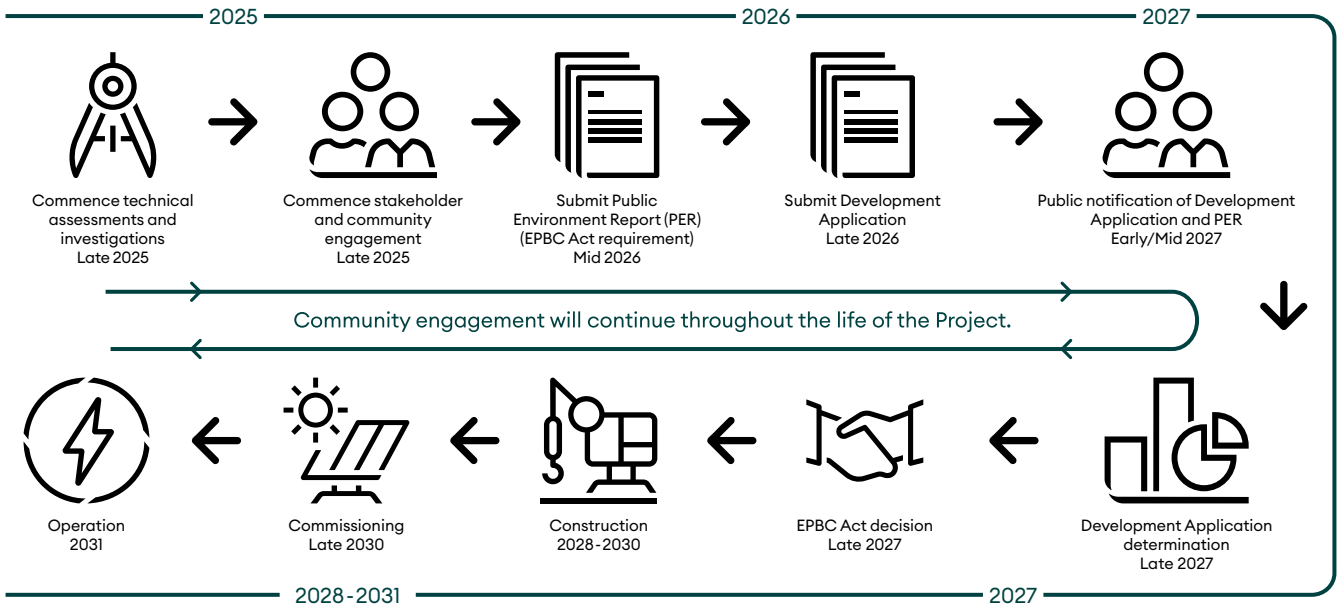 2025
2026
2027
Commence technical
assessments and
investigations
Late 2025
Commence stakeholder
and community
engagement
Late 2025
Submit Public
Environment Report (PER)
(EPBC Act requirement)
Mid 2026
Submit Development
Application
Late 2026
Public notification of Development
Application and PER
Early/Mid 2027
Community engagement will continue throughout the life of the Project.
Operation
2031
Commissioning
Late 2030
Construction
2028-2030
EPBC Act decision
Late 2027
Development Application
determination
Late 2027
2028-2031
2027